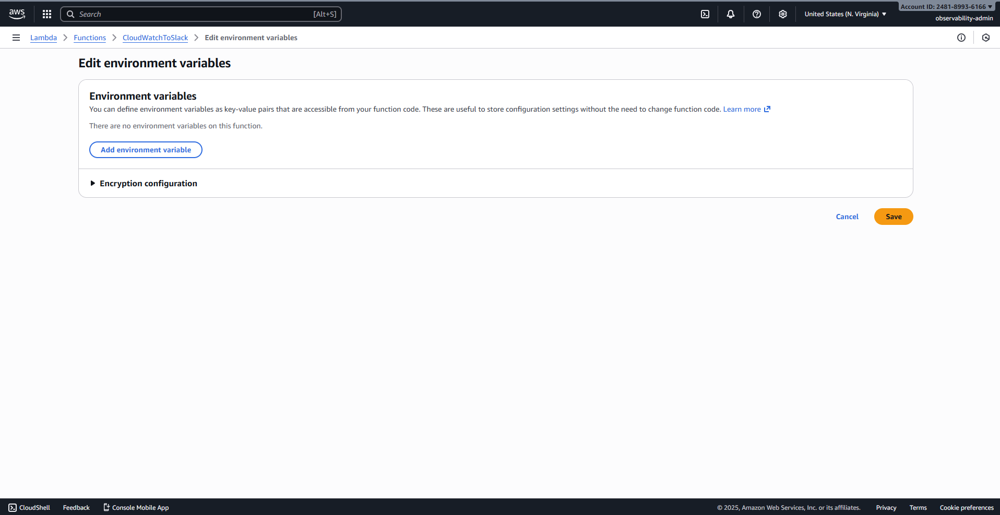 aws
Search [Alt+S]
United States (N. Virginia)
Account ID: 2481-8993-6166
observability-admin
Lambda
Functions
CloudWatchToSlack
Edit environment variables
Edit environment variables
Environment variables
You can define environment variables as key-value pairs that are accessible from your function code. These are useful to store configuration settings without the need to change function code. Learn more
There are no environment variables on this function.
Add environment variable
Encryption configuration
Cancel
Save
CloudShell
Feedback
Console Mobile App
© 2025, Amazon Web Services, Inc. or its affiliates.
Privacy
Terms
Cookie preferences